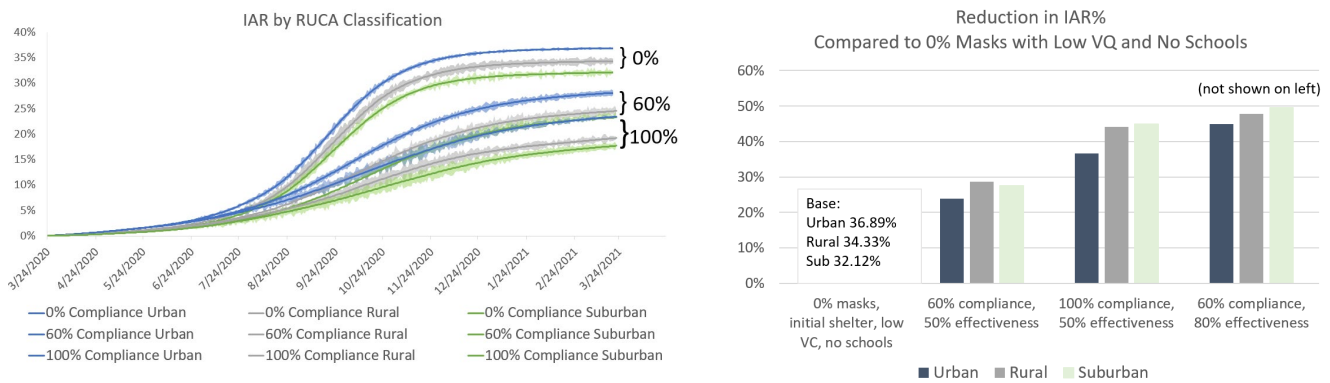 IAR by RUCA Classification
40%
35%
30%
25%
20%
15%
10%
5%
0%
} 0%
} 60%
}100%
3/24/2020
4/24/2020
5/24/2020
6/24/2020
7/24/2020
8/24/2020
9/24/2020
10/24/2020
11/24/2020
12/24/2020
1/24/2021
2/24/2021
3/24/2021
0% Compliance Urban
0% Compliance Rural
0% Compliance Suburban
60% Compliance Urban
60% Compliance Rural
60% Compliance Suburban
100% Compliance Urban
100% Compliance Rural
100% Compliance Suburban
Reduction in IAR%
Compared to 0% Masks with Low VQ and No Schools
60%
50%
40%
30%
20%
10%
0%
(not shown on left)
Base:
Urban 36.89%
Rural 34.33%
Sub 32.12%
0% masks,
initial shelter, low
VC, no schools
60% compliance,
50% effectiveness
100% compliance,
50% effectiveness
60% compliance,
80% effectiveness
Urban
Rural
Suburban